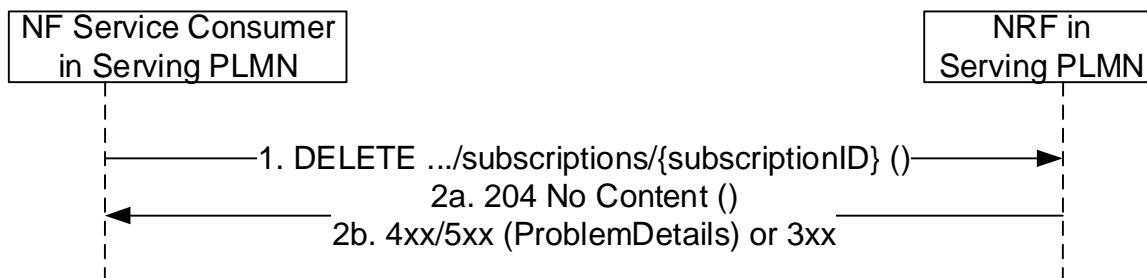 NF Service Consumer
in Serving PLMN
NRF in
Serving PLMN
1. DELETE .../subscriptions/{subscriptionID} ()
2a. 204 No Content ()
2b. 4xx/5xx (ProblemDetails) or 3xx